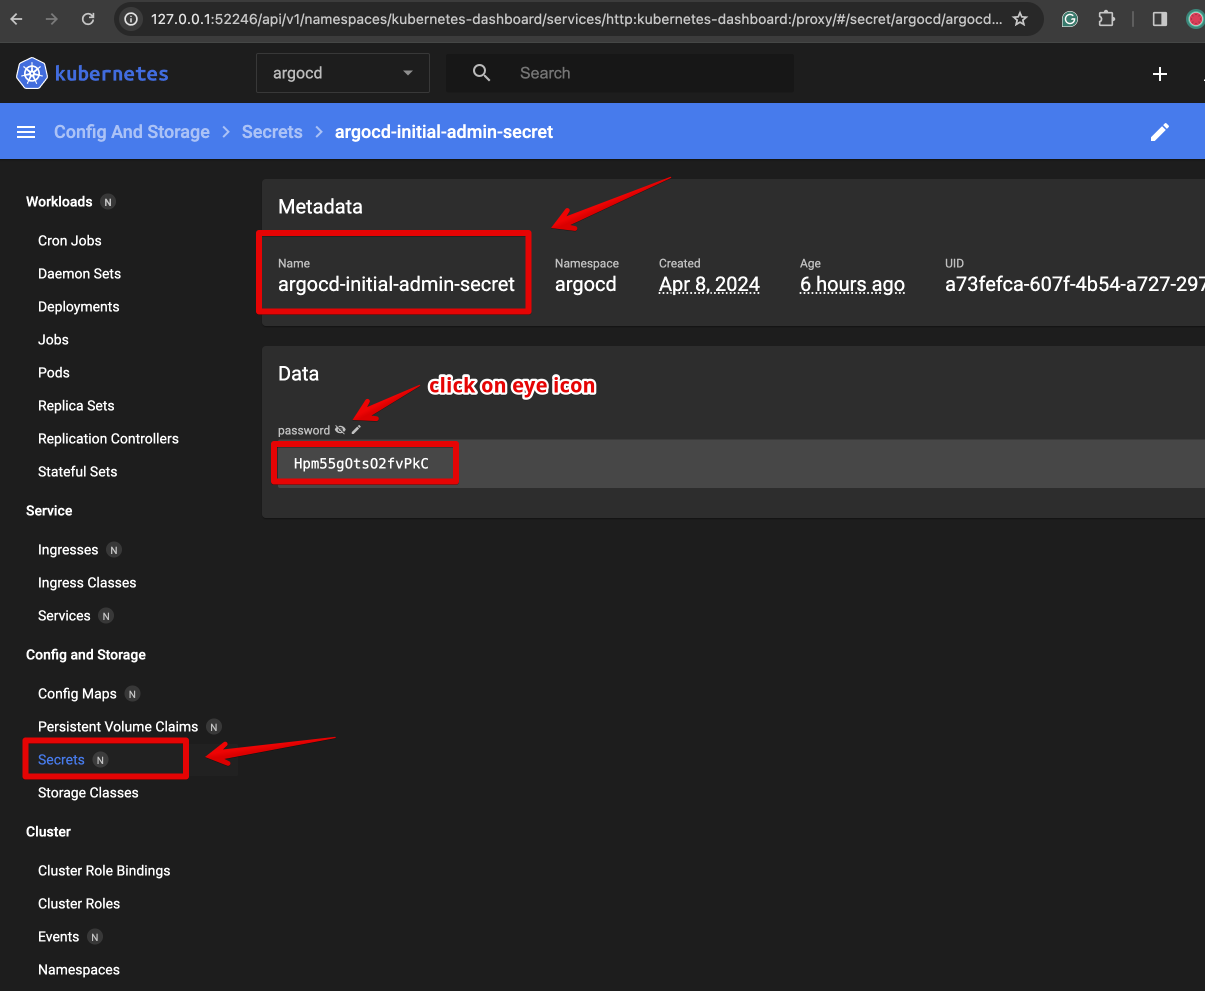 127.0.0.1:52246/api/v1/namespaces/kubernetes-dashboard/services/http:kubernetes-dashboard:/proxy/#/secret/argocd/argocd...
kubernetes
argocd
Search
Config And Storage > Secrets > argocd-initial-admin-secret
Workloads N
Cron Jobs
Daemon Sets
Deployments
Jobs
Pods
Replica Sets
Replication Controllers
Stateful Sets
Service
Ingresses N
Ingress Classes
Services N
Config and Storage
Config Maps N
Persistent Volume Claims N
Secrets N
Storage Classes
Cluster
Cluster Role Bindings
Cluster Roles
Events N
Namespaces
Metadata
Name
argocd-initial-admin-secret
Namespace
argocd
Created
Apr 8, 2024
Age
6 hours ago
UID
a73fefca-607f-4b54-a727-297
Data
click on eye icon
password
Hpm55gOtsO2fvPkC